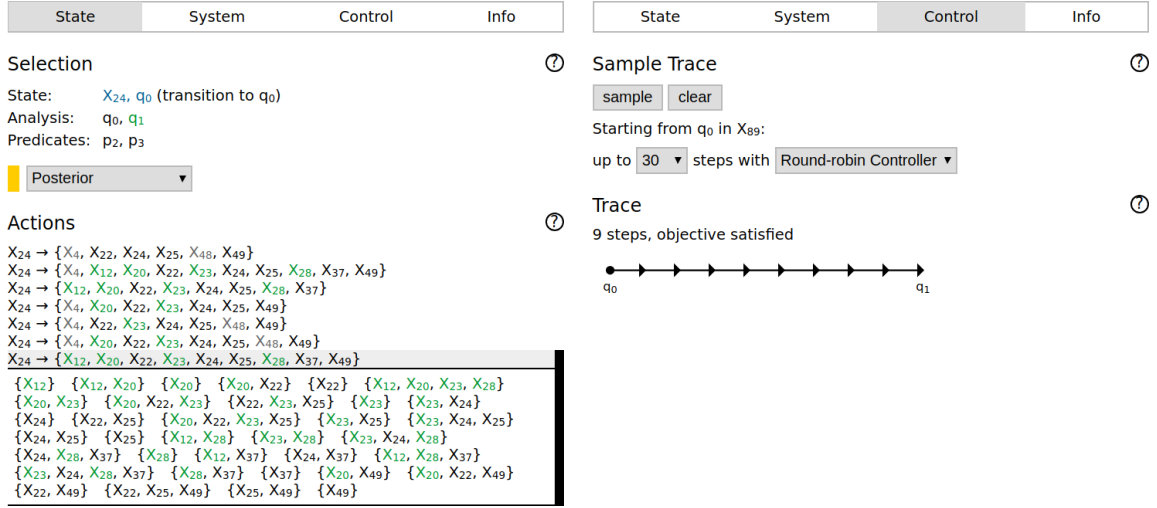 State System Control Info
Selection ?
State: X₂₄, q₀ (transition to q₀)
Analysis: q₀, q₁
Predicates: p₂, p₃
Posterior ▼
Actions ?
X₂₄ → {X₄, X₂₂, X₂₄, X₂₅, X₄₈, X₄₉}
X₂₄ → {X₄, X₁₂, X₂₀, X₂₂, X₂₃, X₂₄, X₂₅, X₂₈, X₃₇, X₄₉}
X₂₄ → {X₁₂, X₂₀, X₂₂, X₂₃, X₂₄, X₂₅, X₂₈, X₃₇}
X₂₄ → {X₄, X₂₀, X₂₂, X₂₃, X₂₄, X₂₅, X₄₉}
X₂₄ → {X₄, X₂₂, X₂₃, X₂₄, X₂₅, X₄₈, X₄₉}
X₂₄ → {X₄, X₂₀, X₂₂, X₂₃, X₂₄, X₂₅, X₄₈, X₄₉}
X₂₄ → {X₁₂, X₂₀, X₂₂, X₂₃, X₂₄, X₂₅, X₂₈, X₃₇, X₄₉}
{X₁₂} {X₁₂, X₂₀} {X₂₀} {X₂₀, X₂₂} {X₂₂} {X₁₂, X₂₀, X₂₃, X₂₈}
{X₂₀, X₂₃} {X₂₀, X₂₂, X₂₃} {X₂₂, X₂₃, X₂₅} {X₂₃} {X₂₃, X₂₄}
{X₂₄} {X₂₂, X₂₅} {X₂₀, X₂₂, X₂₃, X₂₅} {X₂₃, X₂₅} {X₂₃, X₂₄, X₂₅}
{X₂₄, X₂₅} {X₂₅} {X₁₂, X₂₈} {X₂₃, X₂₈} {X₂₃, X₂₄, X₂₈}
{X₂₄, X₂₈, X₃₇} {X₂₈} {X₁₂, X₃₇} {X₂₄, X₃₇} {X₁₂, X₂₈, X₃₇}
{X₂₃, X₂₄, X₂₈, X₃₇} {X₂₈, X₃₇} {X₃₇} {X₂₀, X₄₉} {X₂₀, X₂₂, X₄₉}
{X₂₂, X₄₉} {X₂₂, X₂₅, X₄₉} {X₂₅, X₄₉} {X₄₉}
State System Control Info
Sample Trace ?
sample clear
Starting from q₀ in X₈₉:
up to 30 ▼ steps with Round-robin Controller ▼
Trace ?
9 steps, objective satisfied
q₀ q₁